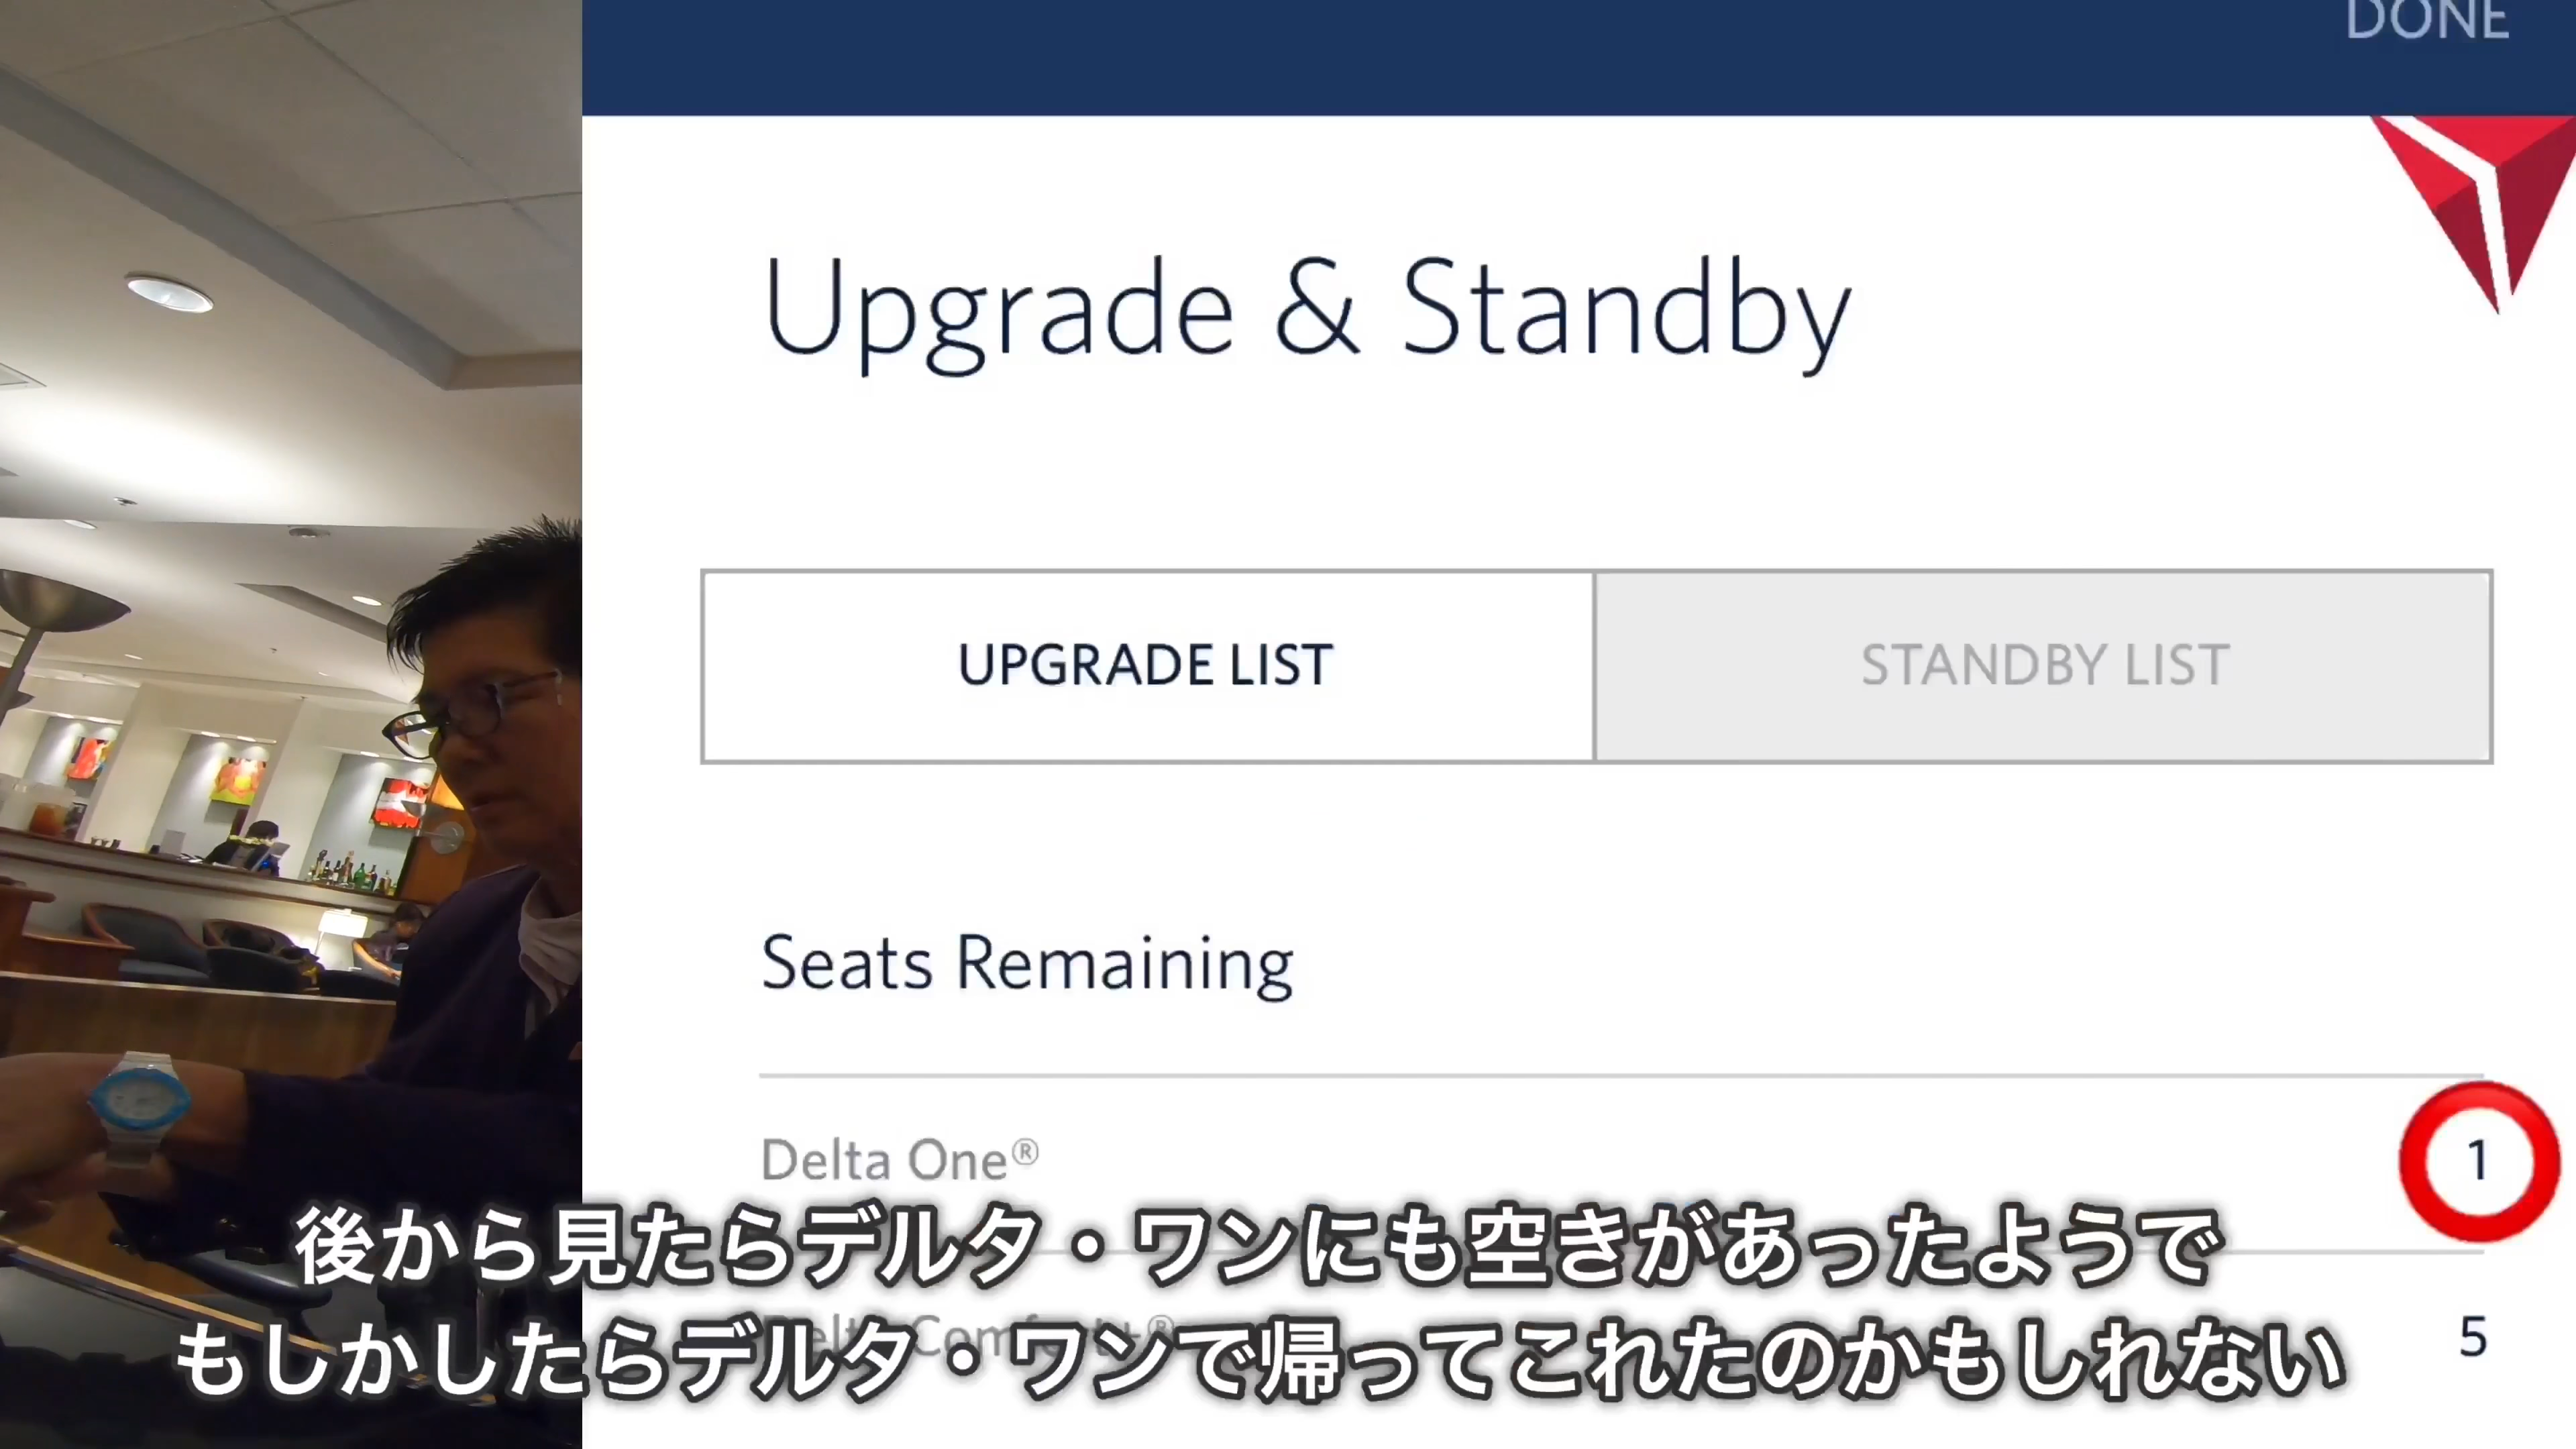 DONE
Upgrade & Standby
UPGRADE LIST
STANDBY LIST
Seats Remaining
Delta One®
1
後から見たらデルタ・ワンにも空きがあったようで
Delta Comfort+®
5
もしかしたらデルタ・ワンで帰ってこれたのかもしれない